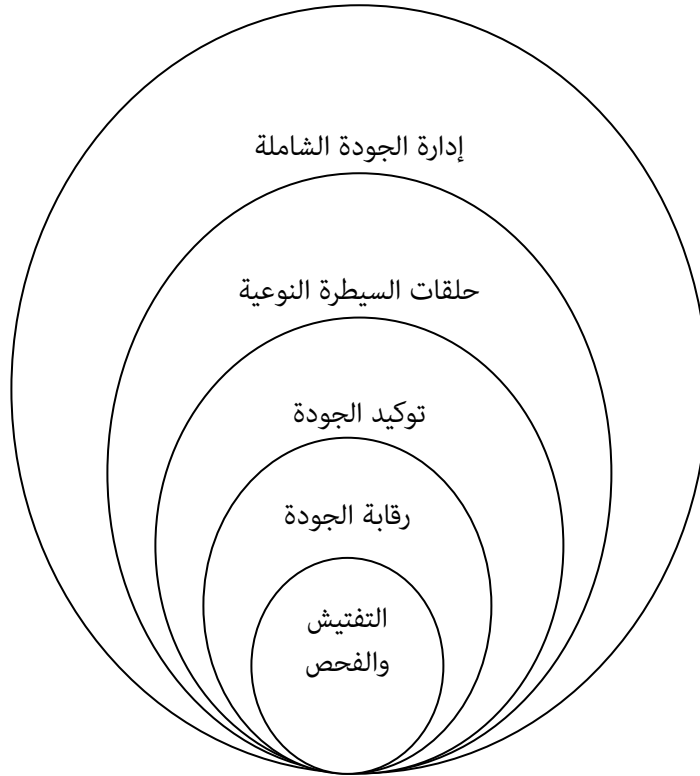 إدارة الجودة الشاملة
حلقات السيطرة النوعية
توكيد الجودة
رقابة الجودة
التفتيش
والفحص